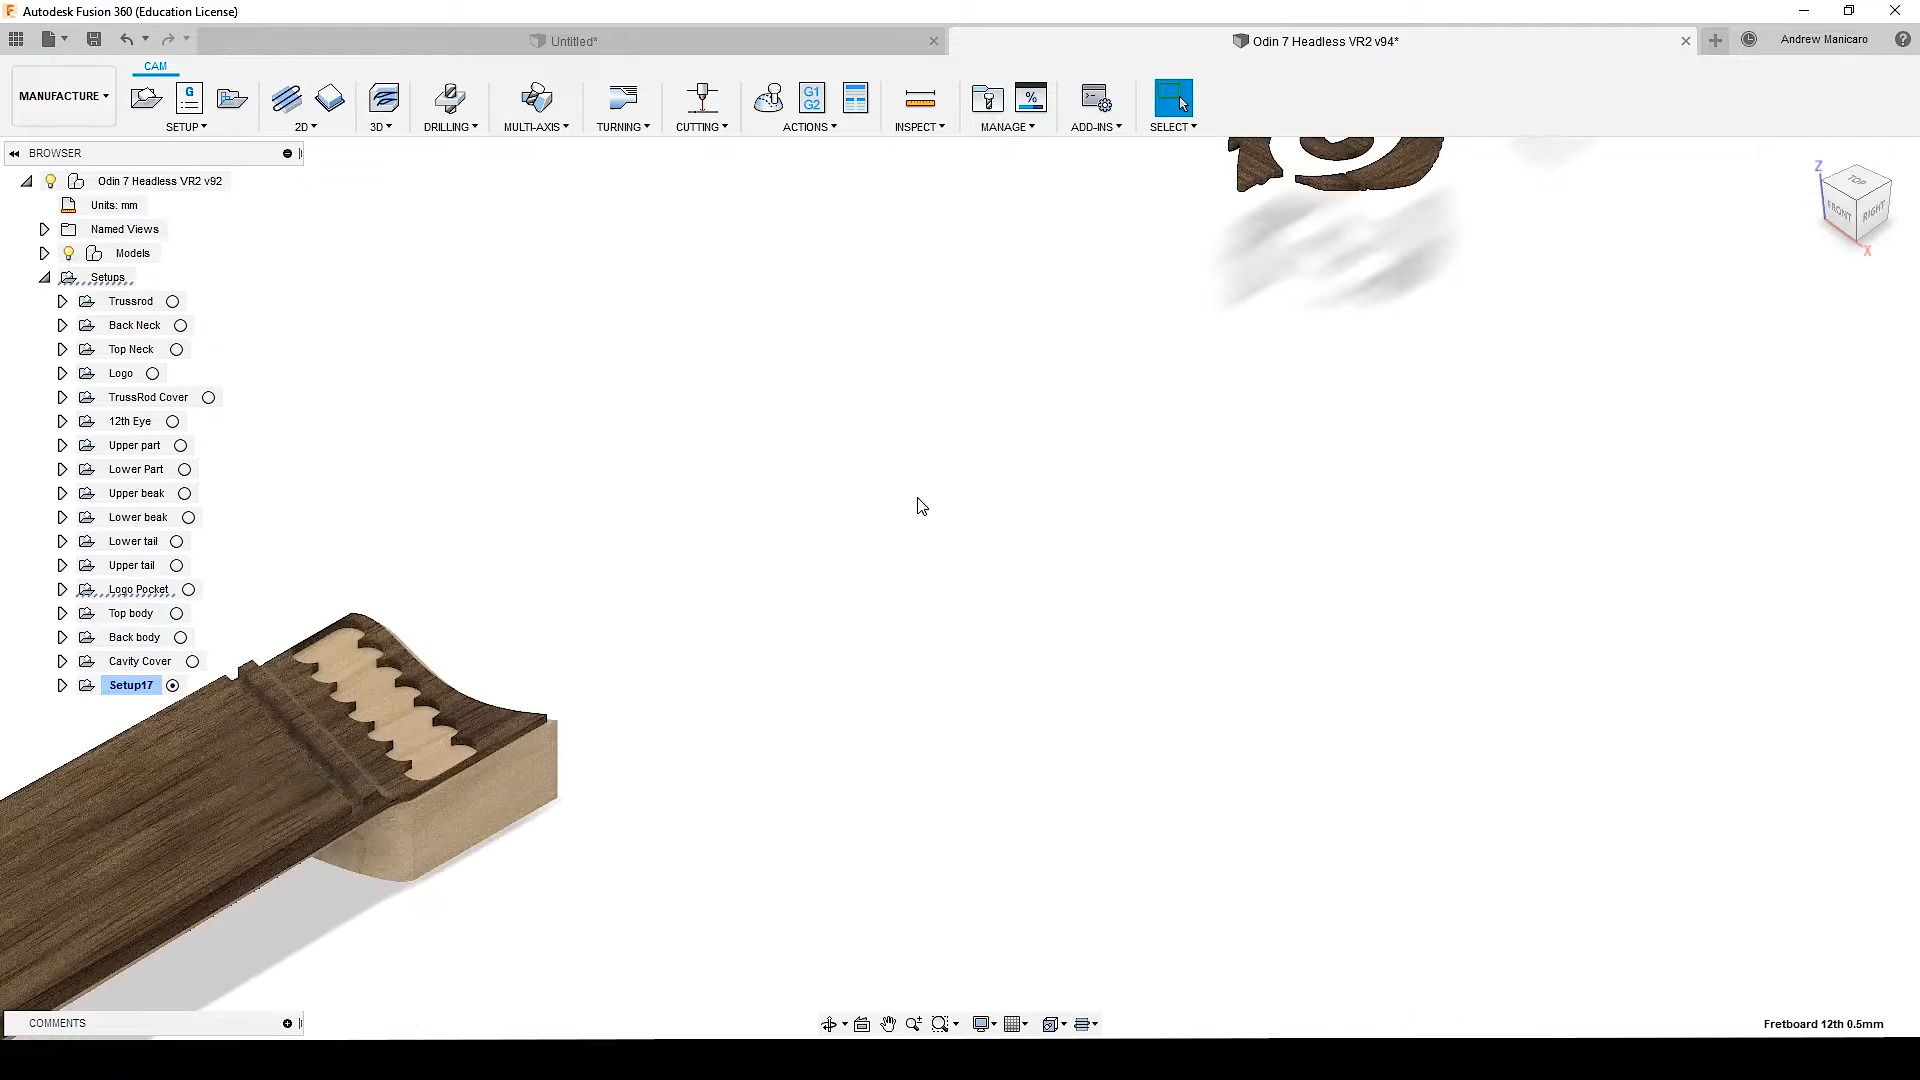 Autodesk Fusion 360 (Education License)
Untitled*
Odin 7 Headless VR2 v94*
Andrew Manicaro
MANUFACTURE
CAM
SETUP
2D
3D
DRILLING
MULTI-AXIS
TURNING
CUTTING
G1
G2
ACTIONS
INSPECT
%
MANAGE
ADD-INS
SELECT
G
BROWSER
Odin 7 Headless VR2 v92
Units: mm
Named Views
Models
Setups
Trussrod
Back Neck
Top Neck
Logo
TrussRod Cover
12th Eye
Upper part
Lower Part
Upper beak
Lower beak
Lower tail
Upper tail
Logo Pocket
Top body
Back body
Cavity Cover
Setup17
Z
TOP
FRONT
RIGHT
X
COMMENTS
Fretboard 12th 0.5mm